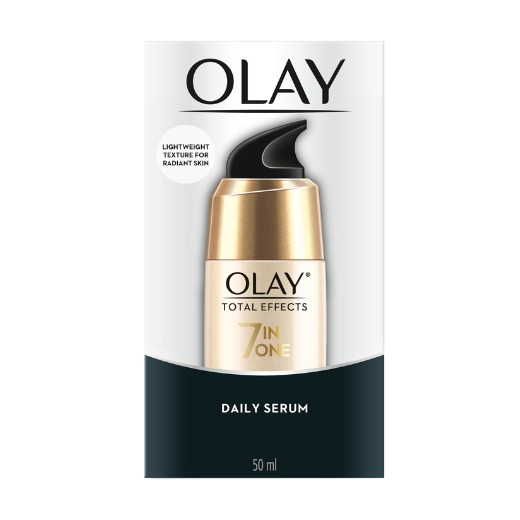 OLAY
LIGHTWEIGHT
TEXTURE FOR
RADIANT SKIN
OLAY®
TOTAL EFFECTS
7 IN
ONE
DAILY SERUM
50 ml